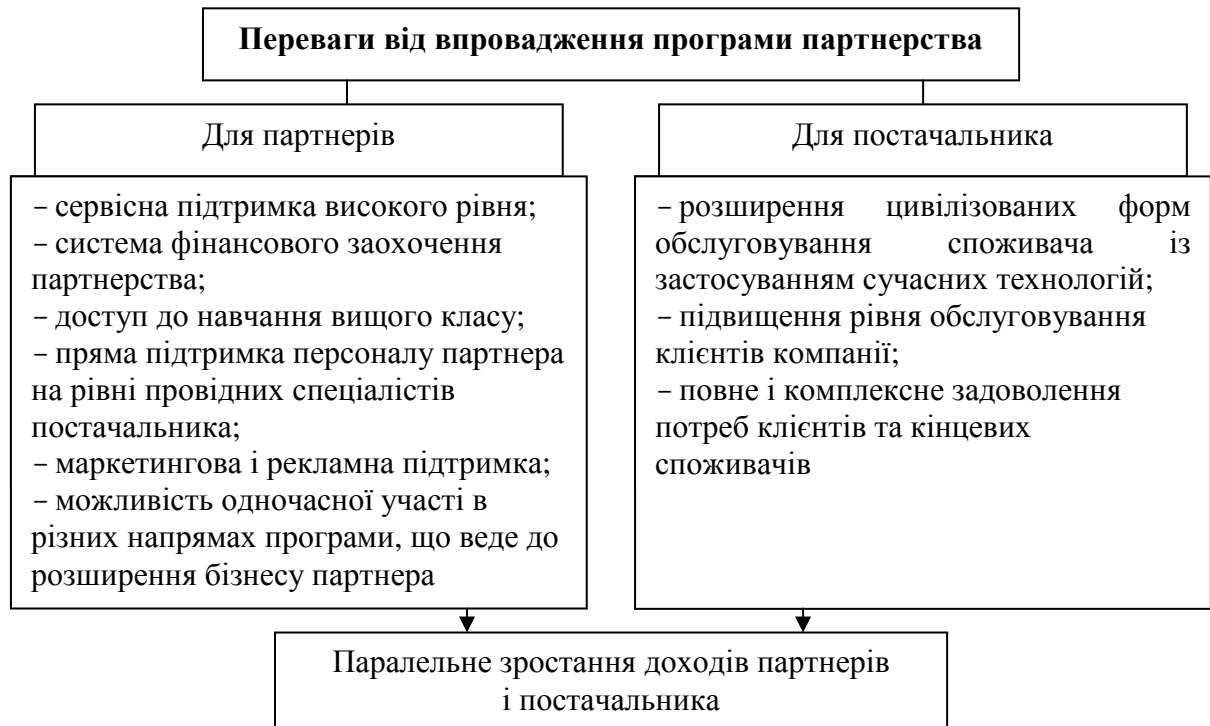 Переваги від впровадження програми партнерства
Для партнерів
– сервісна підтримка високого рівня;
– система фінансового заохочення
партнерства;
– доступ до навчання вищого класу;
– пряма підтримка персоналу партнера
на рівні провідних спеціалістів
постачальника;
– маркетингова і рекламна підтримка;
– можливість одночасної участі в
різних напрямах програми, що веде до
розширення бізнесу партнера
Для постачальника
– розширення цивілізованих форм
обслуговування споживача із
застосуванням сучасних технологій;
– підвищення рівня обслуговування
клієнтів компанії;
– повне і комплексне задоволення
потреб клієнтів та кінцевих
споживачів
Паралельне зростання доходів партнерів
і постачальника